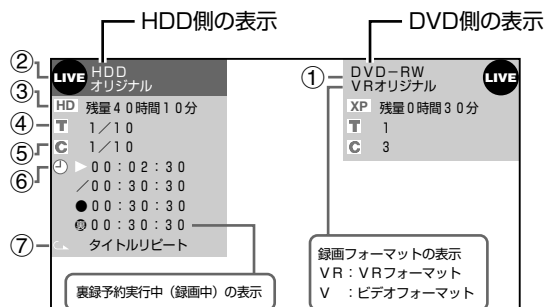 HDD側の表示
DVD側の表示
② LIVE HDD
オリジナル
③ HD 残量40時間10分
④ T 1/10
⑤ C 1/10
⑥ 00:02:30
/00:30:30
●00:30:30
裏00:30:30
⑦ タイトルリピート
裏録予約実行中(録画中)の表示
① DVD-RW LIVE
VRオリジナル
XP 残量0時間30分
T 1
C 3
録画フォーマットの表示
VR:VRフォーマット
V :ビデオフォーマット